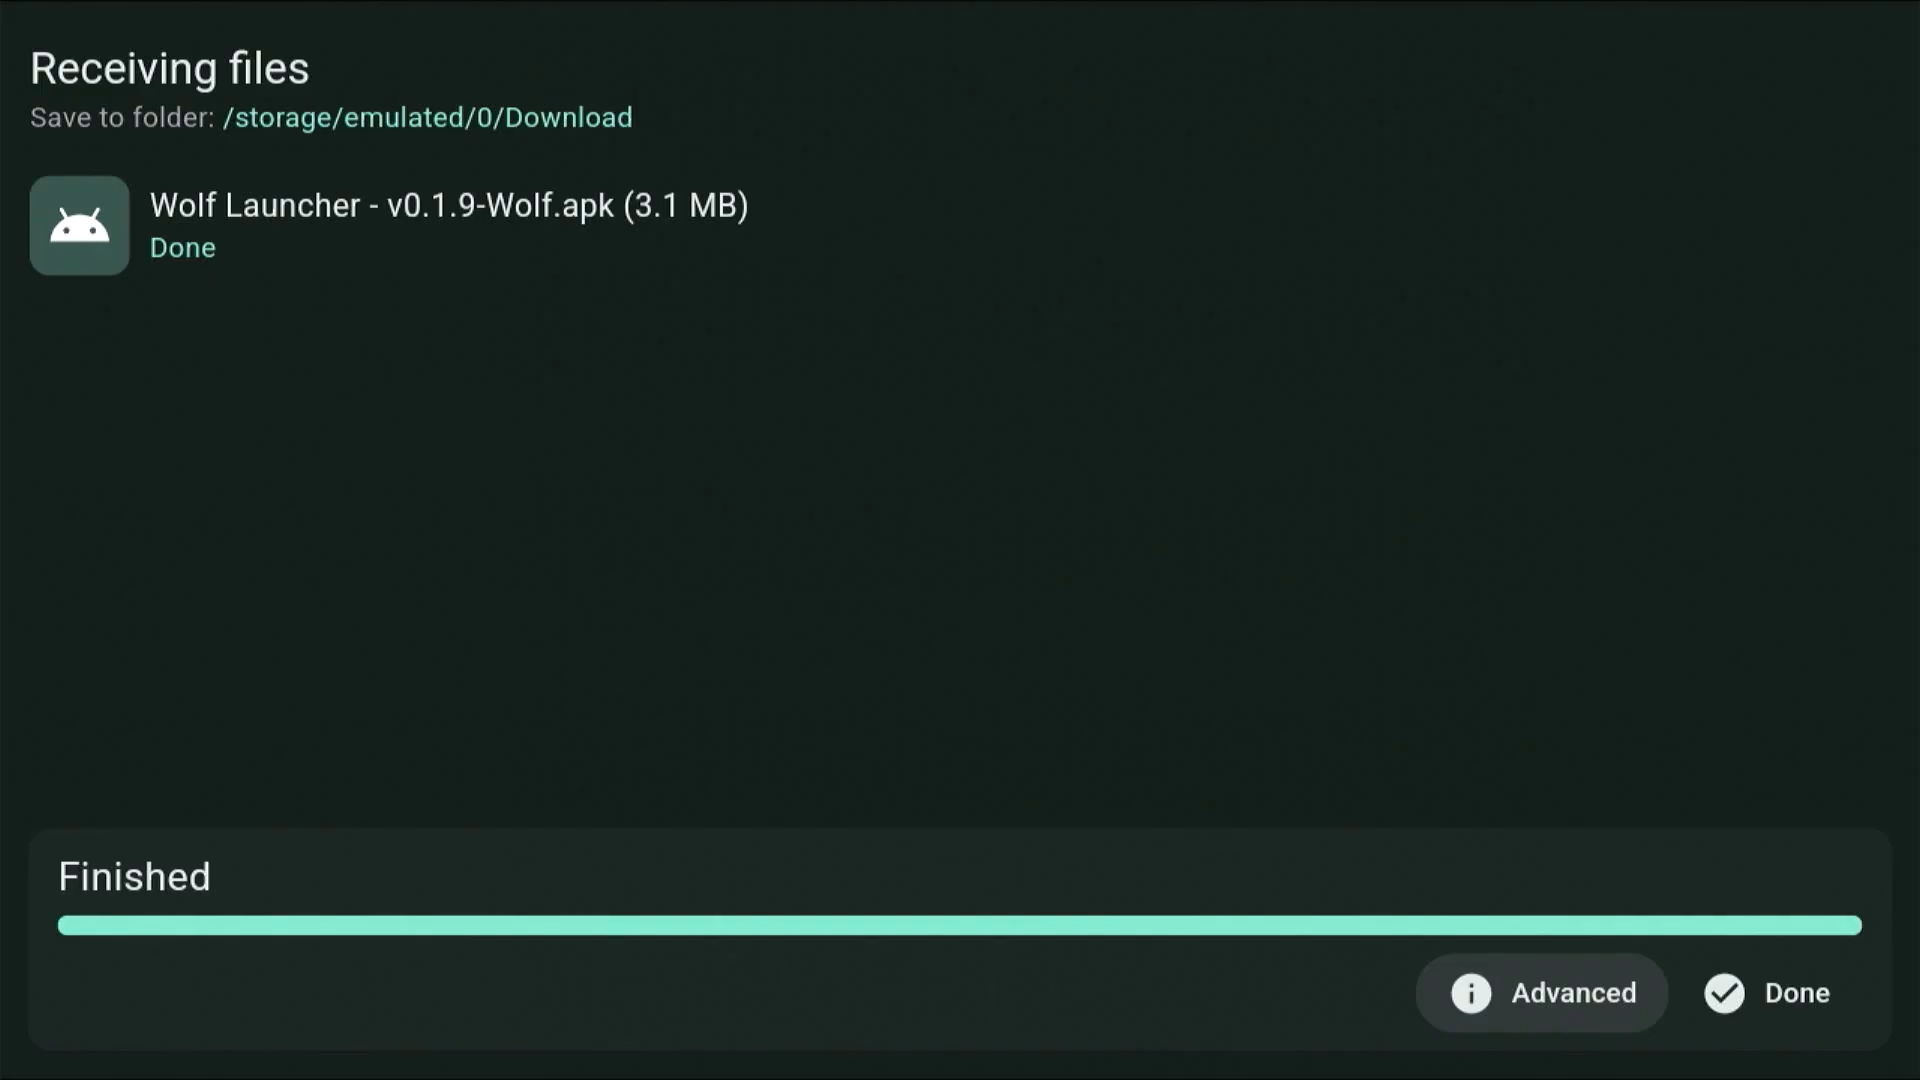 Receiving files
Save to folder: /storage/emulated/0/Download
Wolf Launcher - v0.1.9-Wolf.apk (3.1 MB)
Done
Finished
Advanced
Done